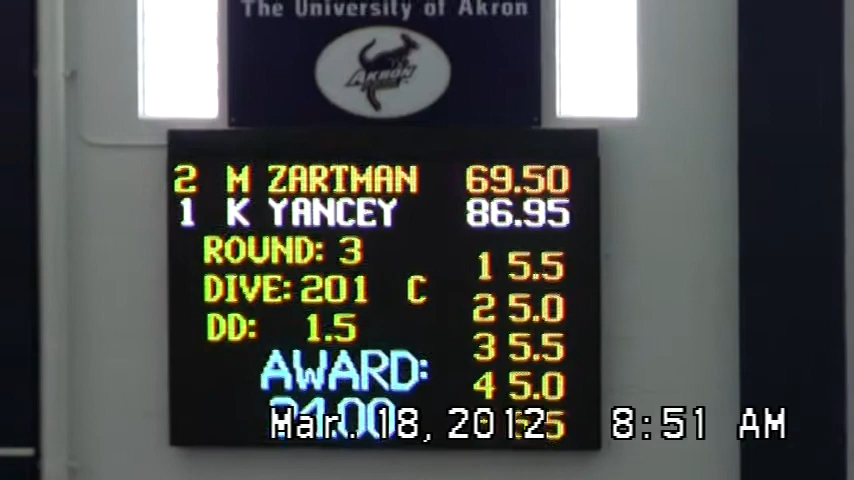 The University of Akron
AKRON
2 M ZARTMAN 69.50
1 K YANCEY 86.95
ROUND: 3
1 5.5
DIVE: 201 C
2 5.0
DD: 1.5
3 5.5
AWARD:
4 5.0
Mar. 18, 2012 8:51 AM